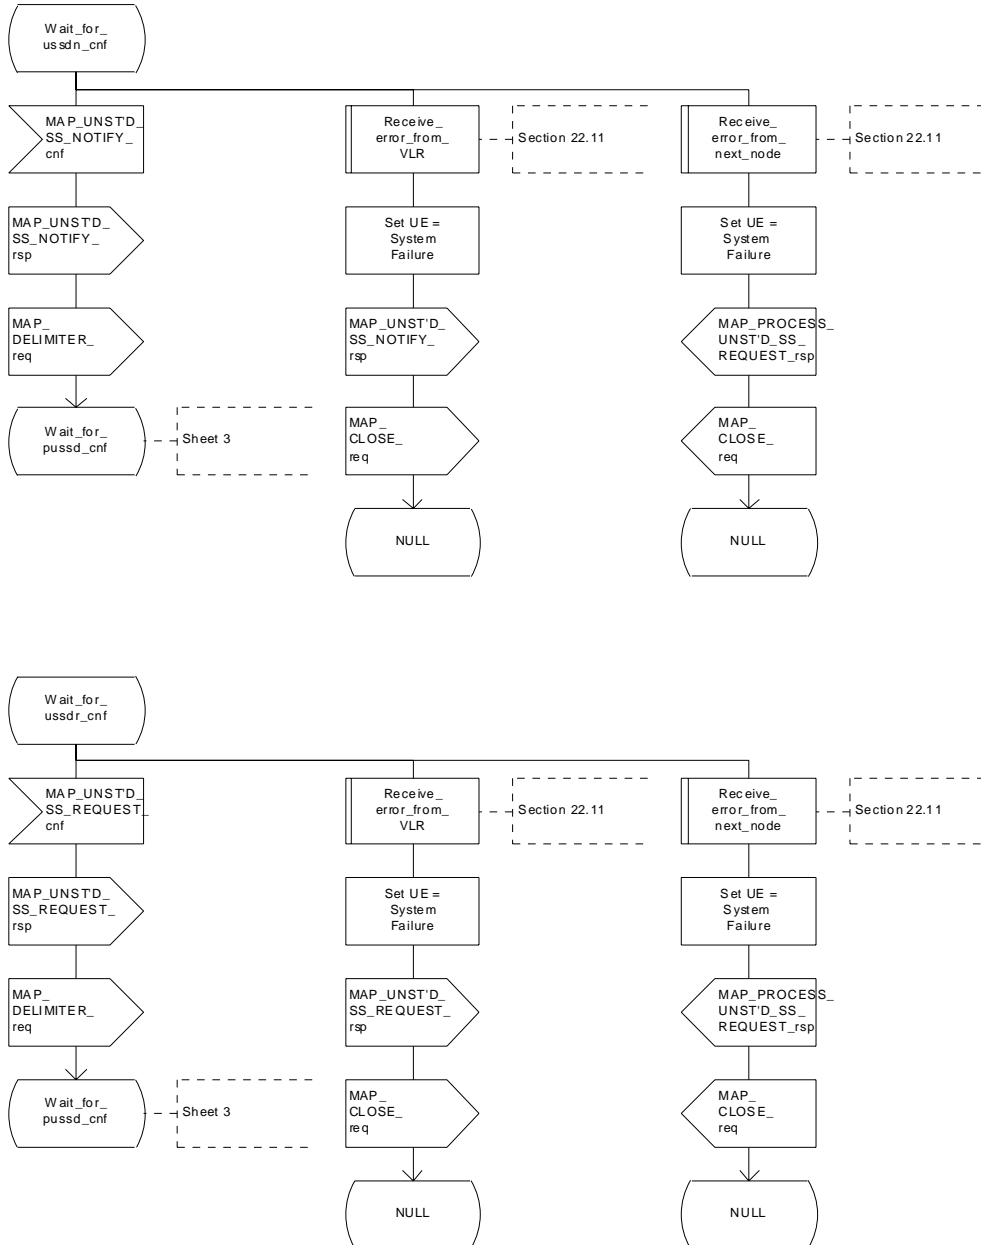 Wait_for_
ussdn_cnf
MAP_UNST'D_
SS_NOTIFY_
cnf
Receive_
error_from_
VLR
Section 22.11
Receive_
error_from_
next_node
Section 22.11
MAP_UNST'D_
SS_NOTIFY_
rsp
Set UE =
System
Failure
Set UE =
System
Failure
MAP_
DELIMITER_
req
MAP_UNST'D_
SS_NOTIFY_
rsp
MAP_PROCESS_
UNST'D_SS_
REQUEST_rsp
Wait_for_
pussd_cnf
Sheet 3
MAP_
CLOSE_
req
MAP_
CLOSE_
req
NULL
NULL
Wait_for_
ussdr_cnf
MAP_UNST'D_
SS_REQUEST_
cnf
Receive_
error_from_
VLR
Section 22.11
Receive_
error_from_
next_node
Section 22.11
MAP_UNST'D_
SS_REQUEST_
rsp
Set UE =
System
Failure
Set UE =
System
Failure
MAP_
DELIMITER_
req
MAP_UNST'D_
SS_REQUEST_
rsp
MAP_PROCESS_
UNST'D_SS_
REQUEST_rsp
Wait_for_
pussd_cnf
Sheet 3
MAP_
CLOSE_
req
MAP_
CLOSE_
req
NULL
NULL